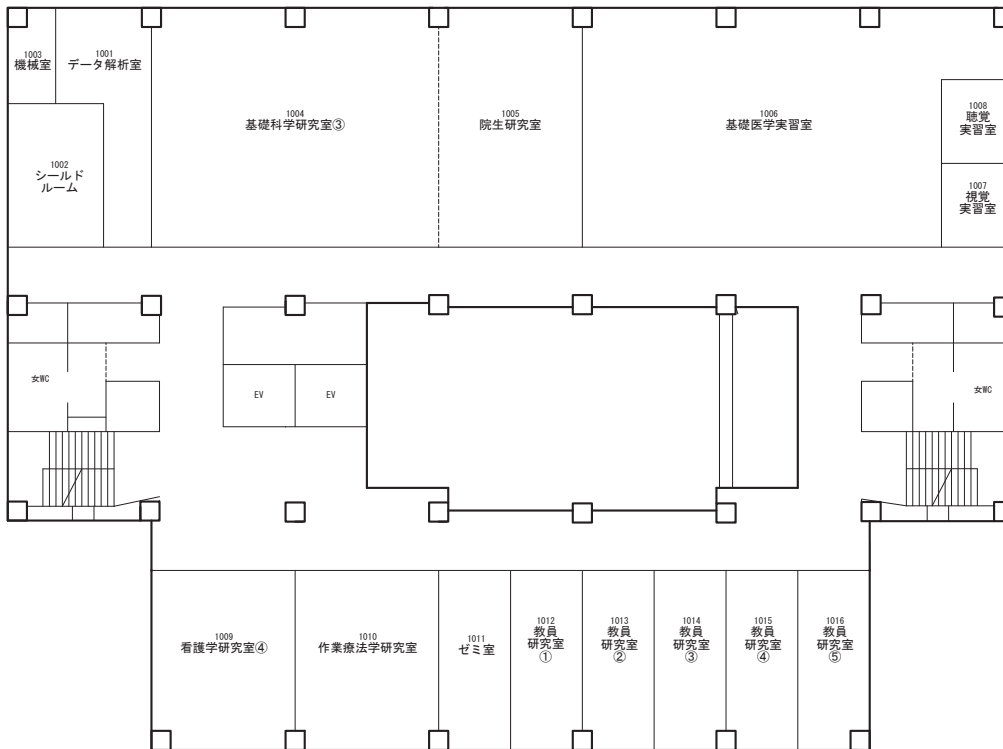 1003
機械室
1001
データ解析室
1002
シールド
ルーム
1004
基礎科学研究室③
1005
院生研究室
1006
基礎医学実習室
1008
聴覚
実習室
1007
視覚
実習室
女WC
EV
EV
女WC
1009
看護学研究室④
1010
作業療法学研究室
1011
ゼミ室
1012
教員
研究室
①
1013
教員
研究室
②
1014
教員
研究室
③
1015
教員
研究室
④
1016
教員
研究室
⑤